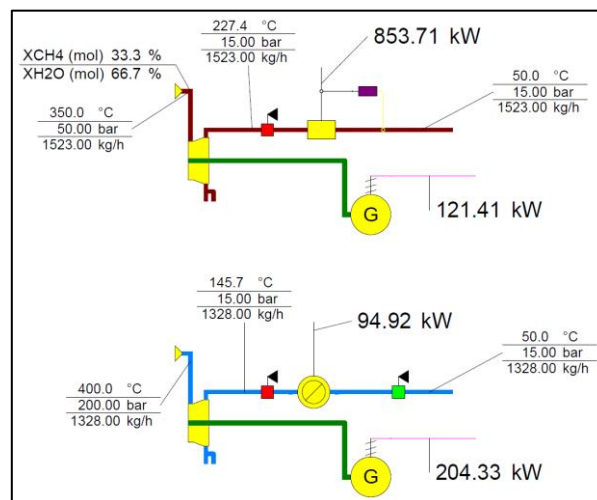 XCH4 (mol) 33.3 %
XH2O (mol) 66.7 %
350.0 °C
50.00 bar
1523.00 kg/h
227.4 °C
15.00 bar
1523.00 kg/h
853.71 kW
50.0 °C
15.00 bar
1523.00 kg/h
G
121.41 kW
145.7 °C
15.00 bar
1328.00 kg/h
94.92 kW
50.0 °C
15.00 bar
1328.00 kg/h
400.0 °C
200.00 bar
1328.00 kg/h
G
204.33 kW